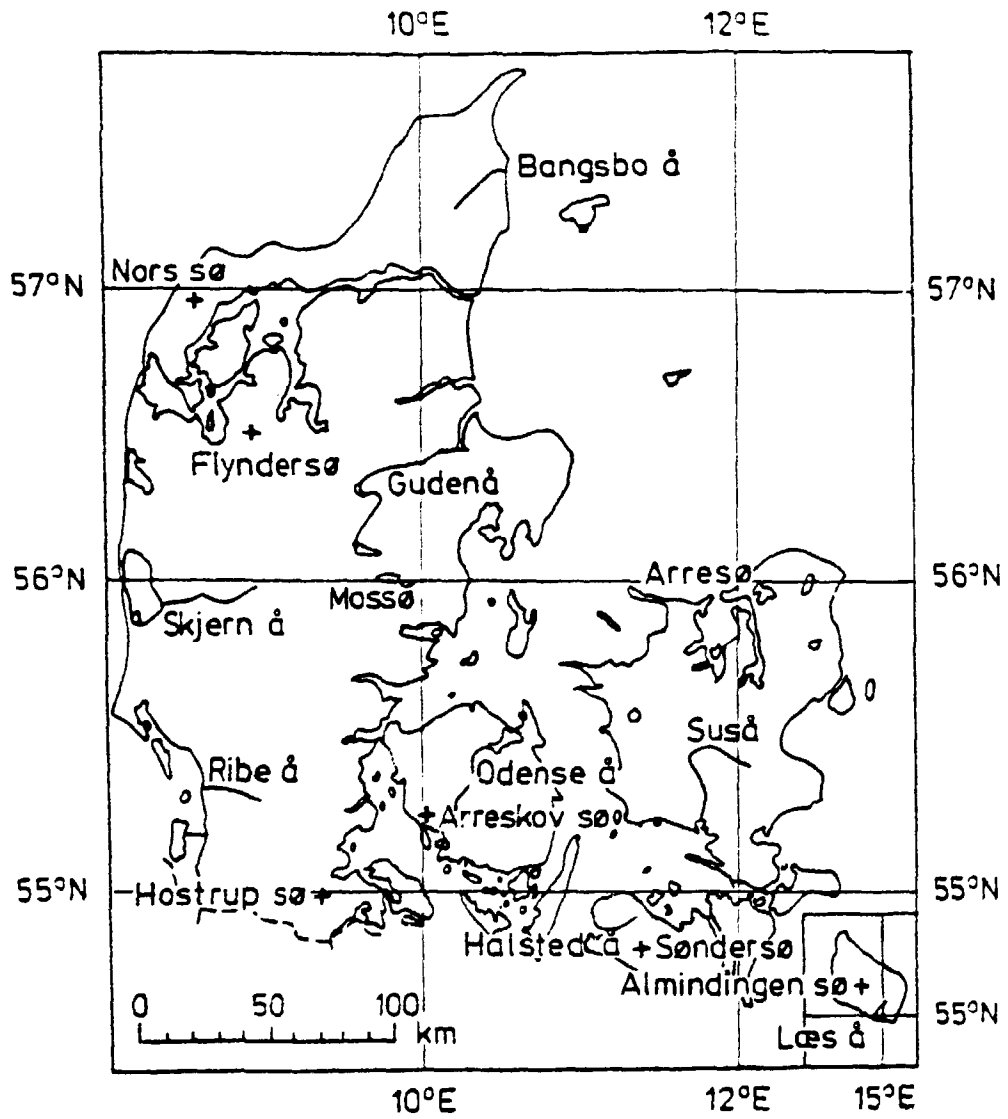 10°E 12°E
Bangsbo å
Nors sø
57°N 57°N
Flyndersø
Gudenå
56°N Mossø Arresø 56°N
Skjern å
Suså
Ribe å Odense å
Arreskov sø
55°N Hostrup sø 55°N
Halsted å Søndersø
Almindingen sø
0 50 100
km
55°N
Læs å
10°E 12°E 15°E